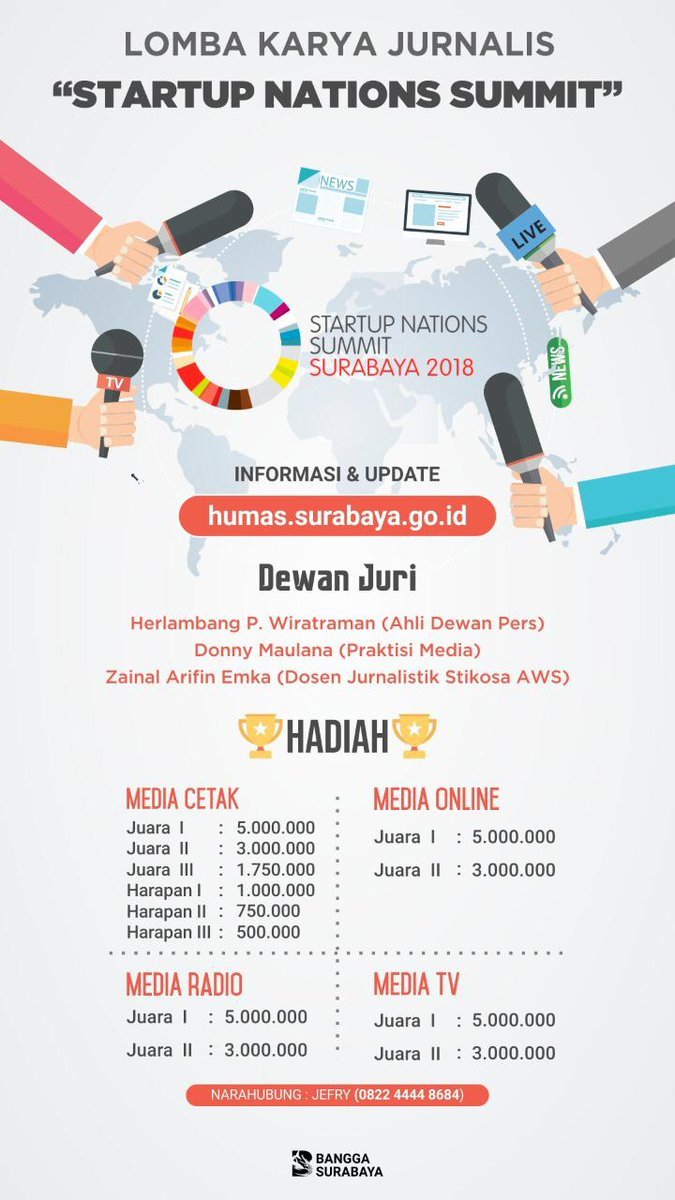 LOMBA KARYA JURNALIS
“STARTUP NATIONS SUMMIT”
NEWS
LIVE
STARTUP NATIONS
SUMMIT
SURABAYA 2018
NEWS
TV
INFORMASI & UPDATE
humas.surabaya.go.id
Dewan Juri
Herlambang P. Wiratraman (Ahli Dewan Pers)
Donny Maulana (Praktisi Media)
Zainal Arifin Emka (Dosen Jurnalistik Stikosa AWS)
HADIAH
MEDIA CETAK
Juara I : 5.000.000
Juara II : 3.000.000
Juara III : 1.750.000
Harapan I : 1.000.000
Harapan II : 750.000
Harapan III : 500.000
MEDIA ONLINE
Juara I : 5.000.000
Juara II : 3.000.000
MEDIA RADIO
Juara I : 5.000.000
Juara II : 3.000.000
MEDIA TV
Juara I : 5.000.000
Juara II : 3.000.000
NARAHUBUNG : JEFRY (0822 4444 8684)
BANGGA
SURABAYA